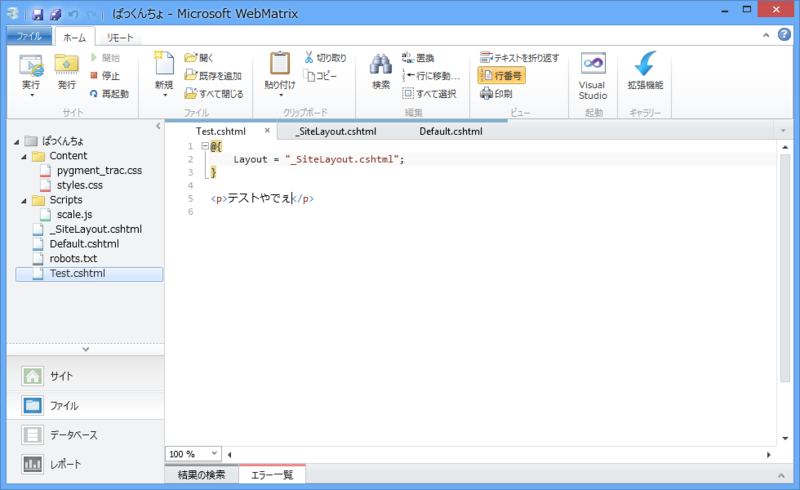 ぱっくんちょ - Microsoft WebMatrix
ファイル ホーム リモート
実行 発行 開始 停止 再起動
サイト
新規 開く 既存を追加 すべて閉じる
ファイル
貼り付け 切り取り コピー
クリップボード
検索 置換 行に移動... すべて選択
編集
テキストを折り返す 行番号 印刷
ビュー
Visual Studio
起動
拡張機能
ギャラリー
ぱっくんちょ
Content
pygment_trac.css
styles.css
Scripts
scale.js
_SiteLayout.cshtml
Default.cshtml
robots.txt
Test.cshtml
サイト
ファイル
データベース
レポート
Test.cshtml × _SiteLayout.cshtml Default.cshtml
1 @{
2 Layout = "_SiteLayout.cshtml";
3 }
4
5 <p>テストやでぇ</p>
6
100 %
結果の検索 エラー一覧